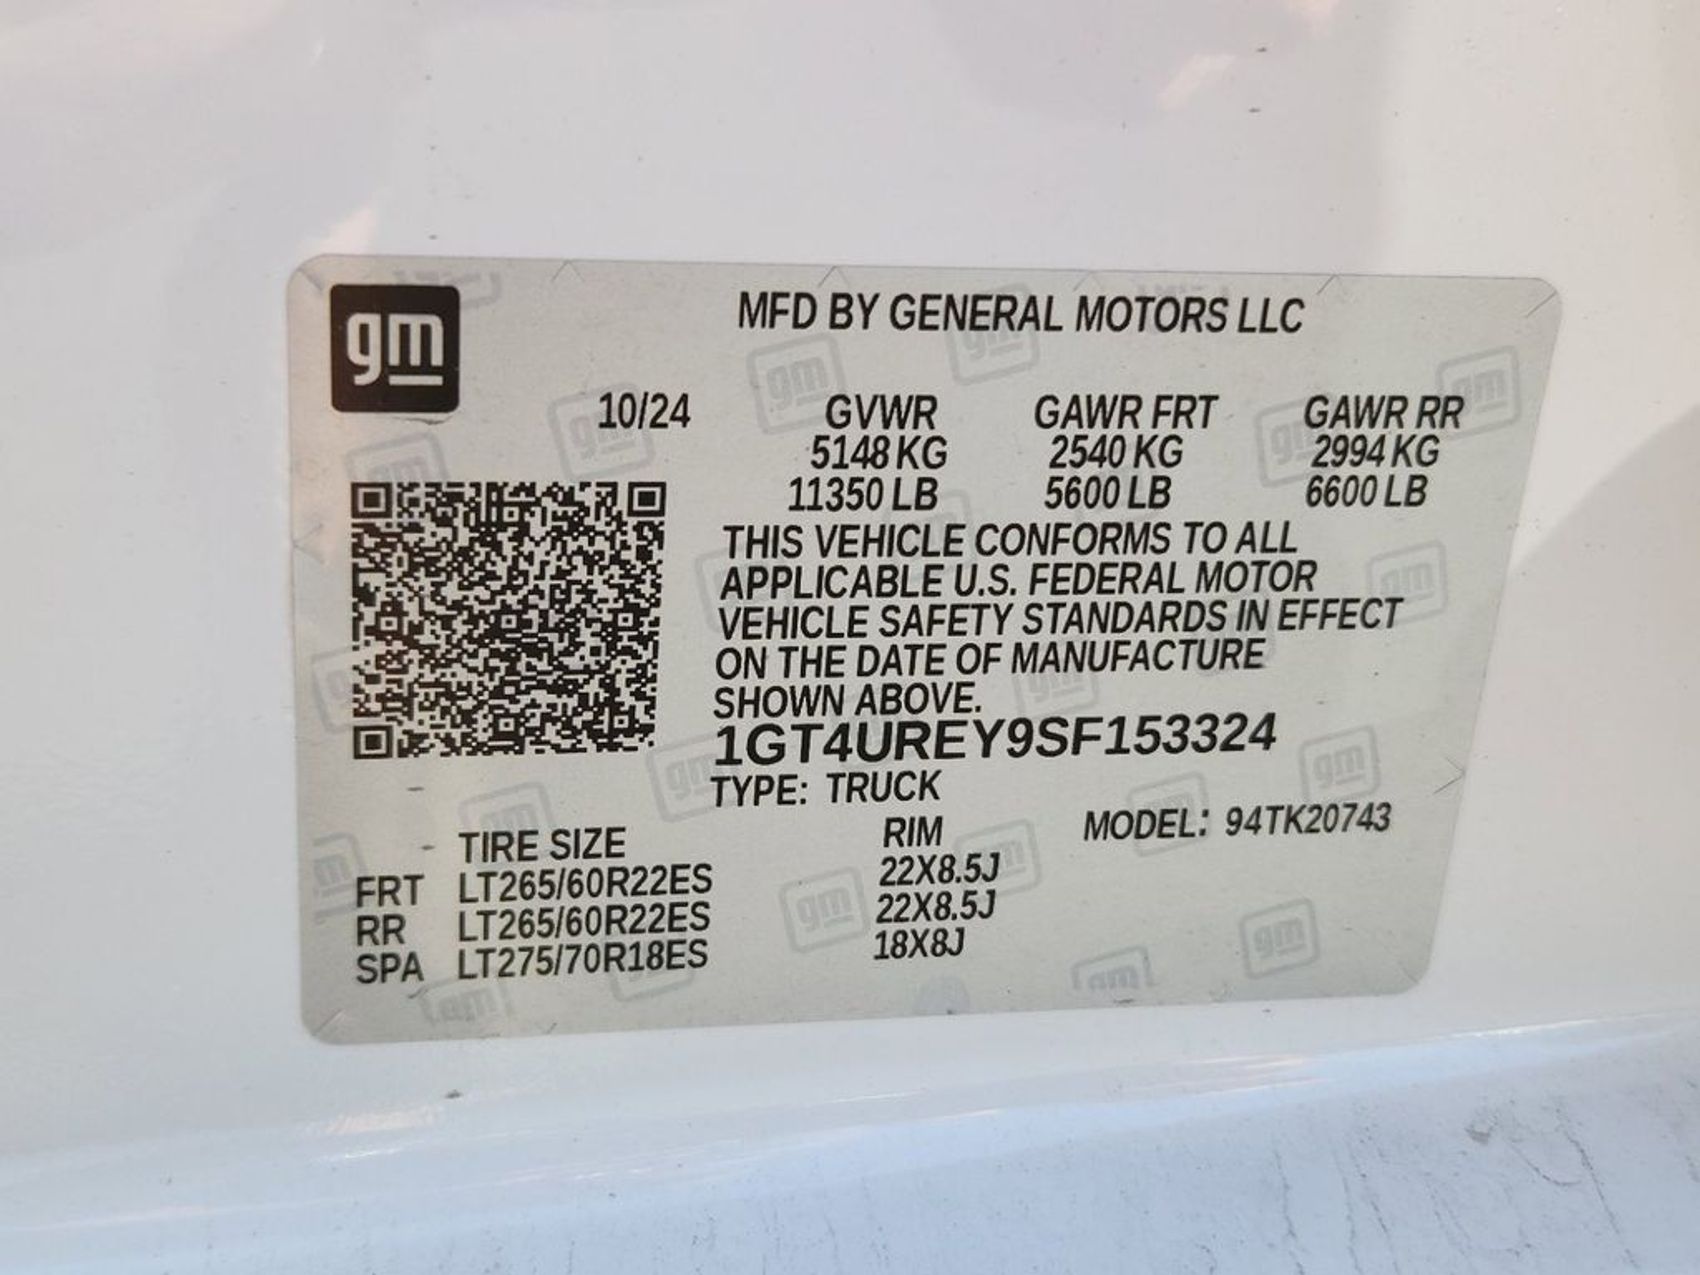 gm
MFD BY GENERAL MOTORS LLC
10/24 GVWR GAWR FRT GAWR RR
5148 KG 2540 KG 2994 KG
11350 LB 5600 LB 6600 LB
THIS VEHICLE CONFORMS TO ALL
APPLICABLE U.S. FEDERAL MOTOR
VEHICLE SAFETY STANDARDS IN EFFECT
ON THE DATE OF MANUFACTURE
SHOWN ABOVE.
1GT4UREY9SF153324
TYPE: TRUCK
TIRE SIZE RIM MODEL: 94TK20743
FRT LT265/60R22ES 22X8.5J
RR LT265/60R22ES 22X8.5J
SPA LT275/70R18ES 18X8J